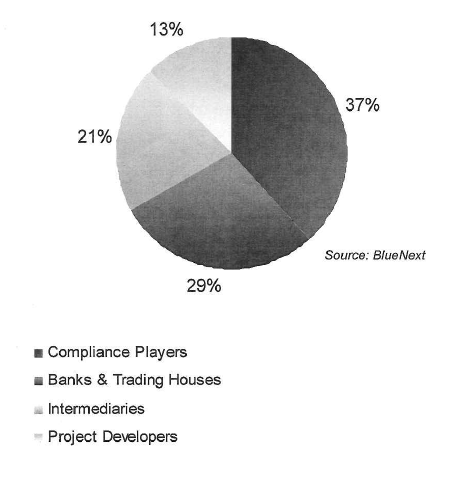 13%
37%
21%
Source: BlueNext
29%
Compliance Players
Banks & Trading Houses
Intermediaries
Project Developers